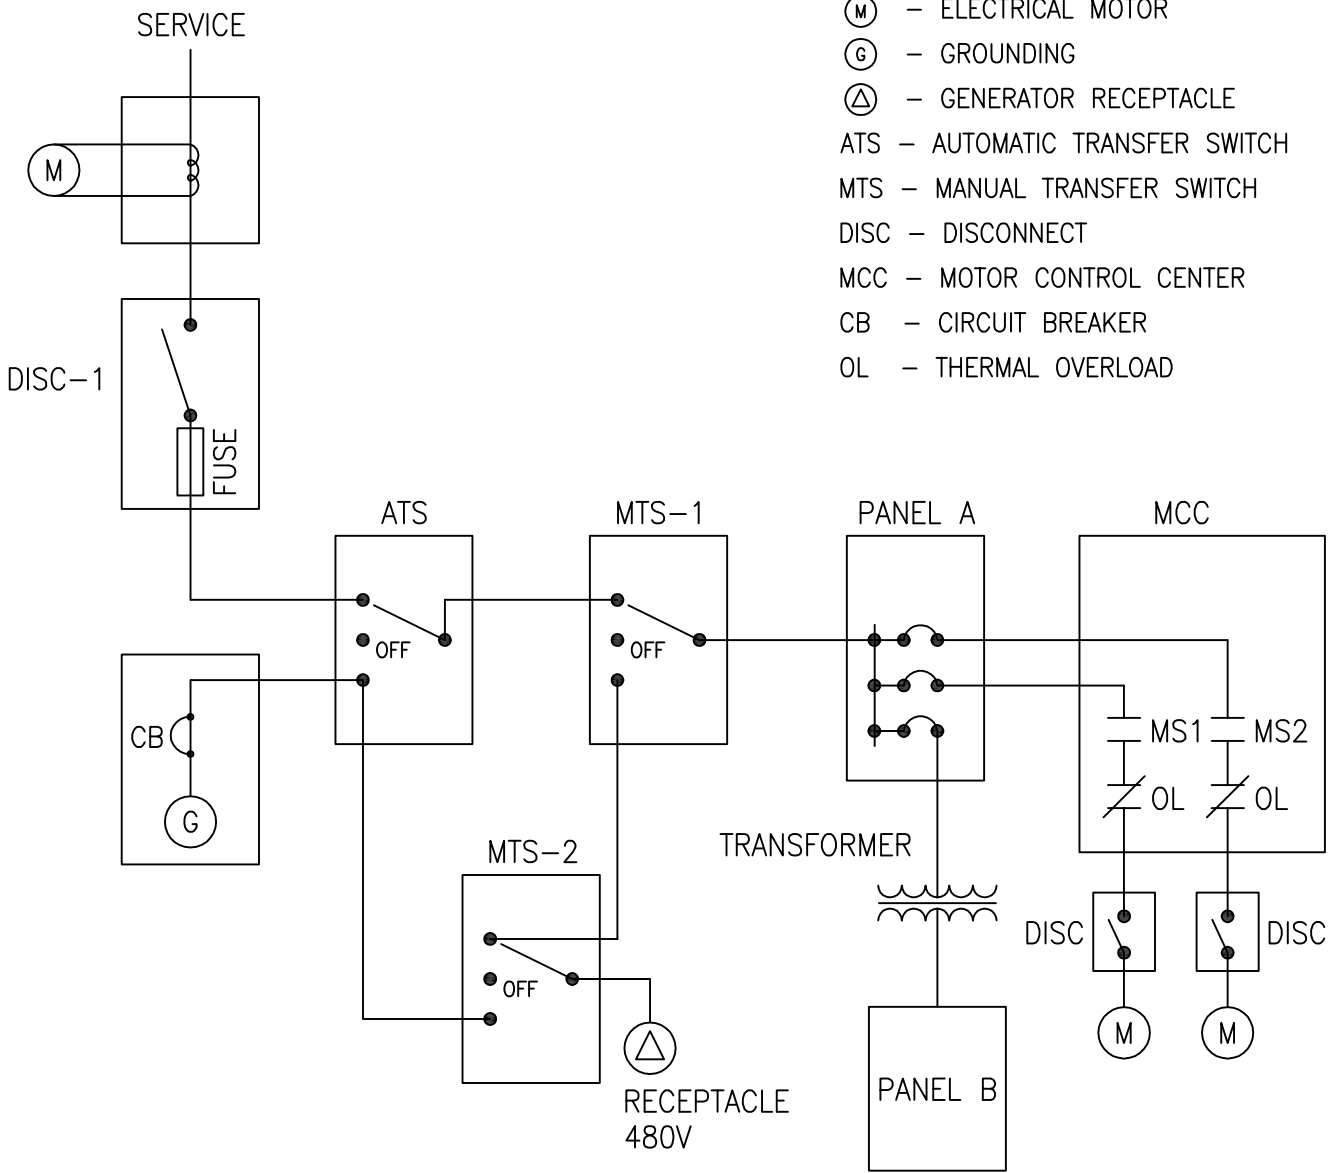 SERVICE
M
DISC-1
FUSE
M - ELECTRICAL MOTOR
G - GROUNDING
- GENERATOR RECEPTACLE
ATS - AUTOMATIC TRANSFER SWITCH
MTS - MANUAL TRANSFER SWITCH
DISC - DISCONNECT
MCC - MOTOR CONTROL CENTER
CB - CIRCUIT BREAKER
OL - THERMAL OVERLOAD
ATS
OFF
MTS-1
OFF
PANEL A
MCC
MS1
MS2
OL
OL
CB
G
MTS-2
OFF
TRANSFORMER
DISC
DISC
M
M
RECEPTACLE
480V
PANEL B